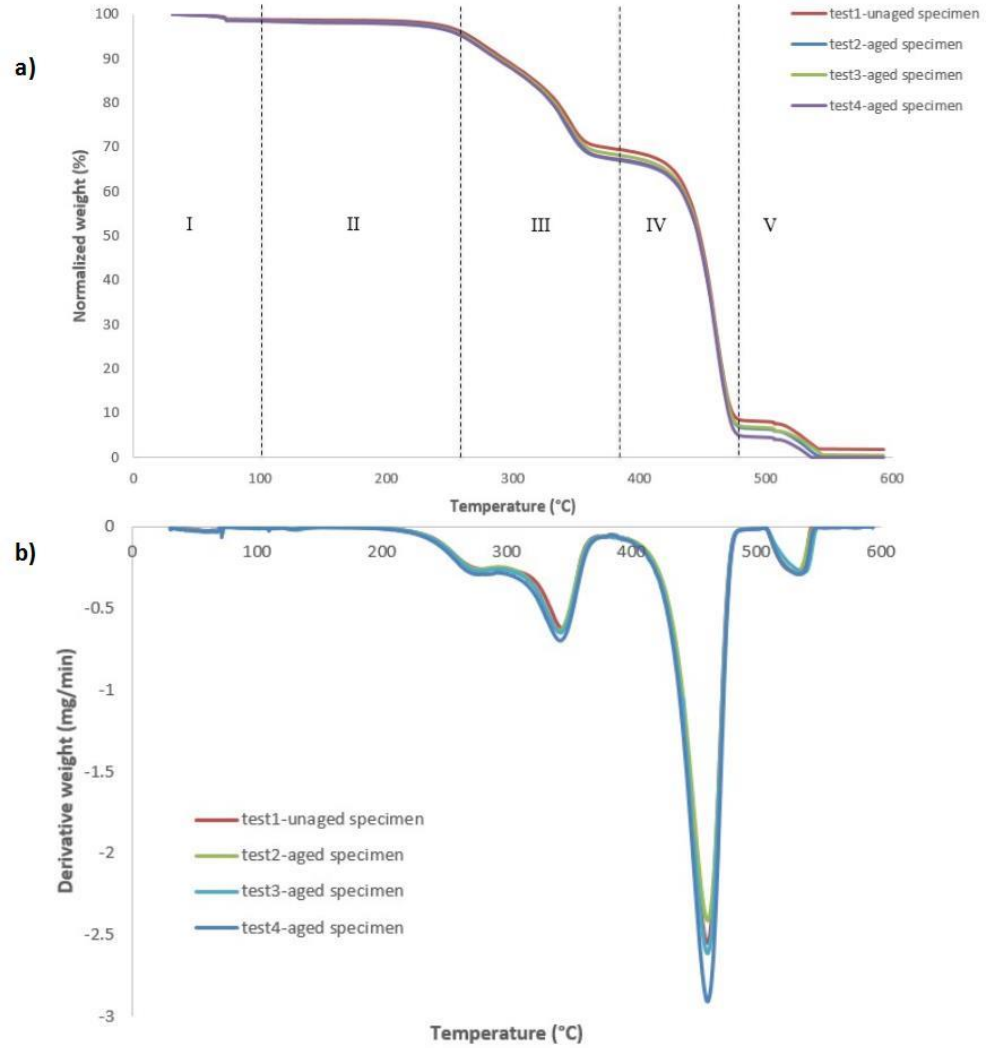 a)
test1-unaged specimen
test2-aged specimen
test3-aged specimen
test4-aged specimen
Normalized weight (%)
100
90
80
70
60
50
40
30
20
10
0
I II III IV V
0 100 200 300 400 500 600
Temperature (°C)
b)
0
0 100 200 300 400 500 600
-0.5
-1
-1.5
-2
-2.5
-3
Derivative weight (mg/min)
test1-unaged specimen
test2-aged specimen
test3-aged specimen
test4-aged specimen
Temperature (°C)